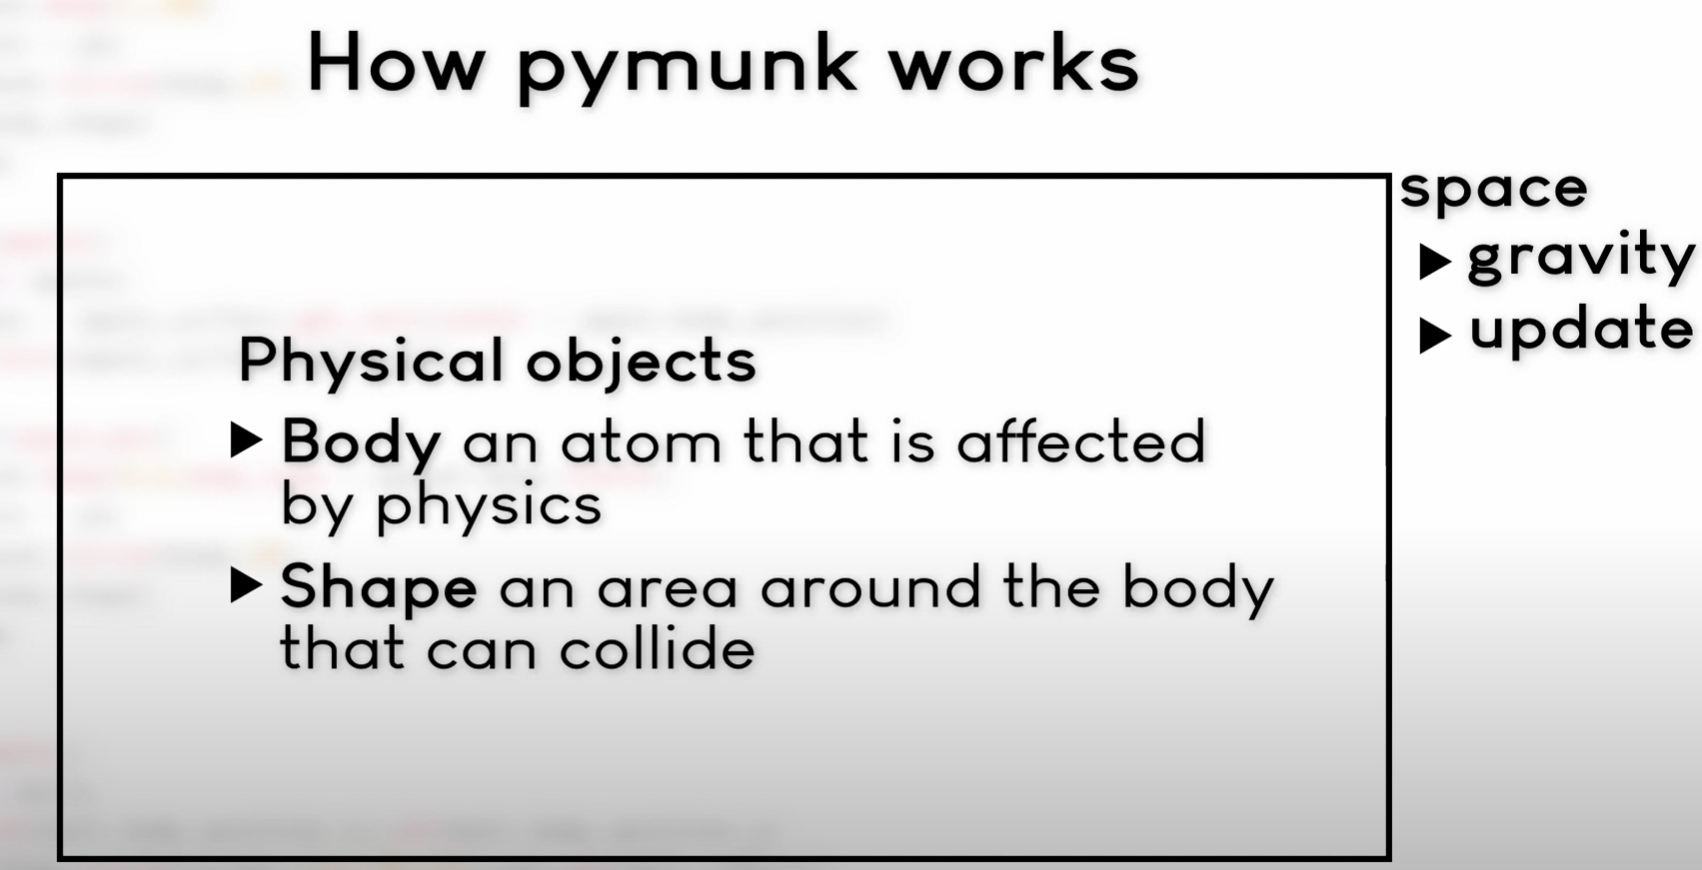 How pymunk works
space
▶ gravity
▶ update
Physical objects
▶ Body an atom that is affected
by physics
▶ Shape an area around the body
that can collide